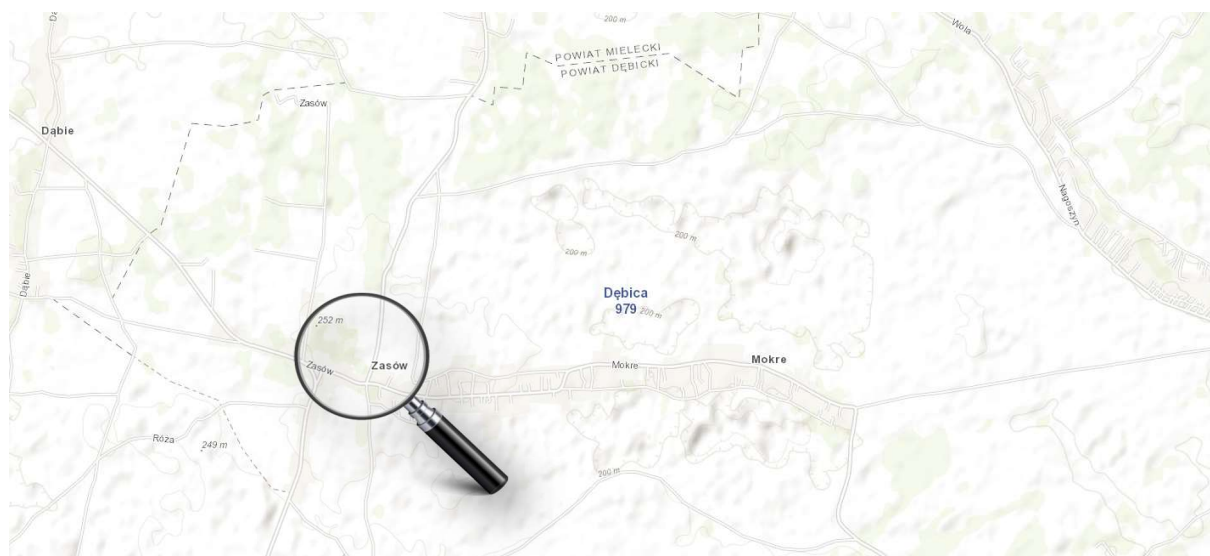 200 m
Wola
POWIAT MIELECKI
POWIAT DĘBICKI
Zasów
Dąbie
Nagoszyn
200 m
200 m
Dąbie
Dębica
979
200 m
252 m
Zasów
Zasów
Mokre
Mokre
Róża
249 m
200 m